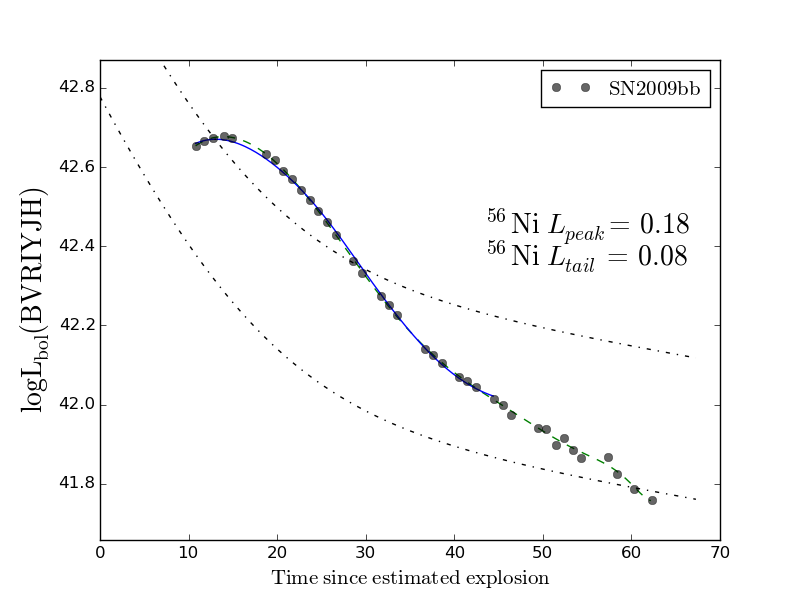 42.8
42.6
42.4
42.2
42.0
41.8
logL_bol(BVRIYJH)
SN2009bb
⁵⁶Ni L_peak = 0.18
⁵⁶Ni L_tail = 0.08
0 10 20 30 40 50 60 70
Time since estimated explosion